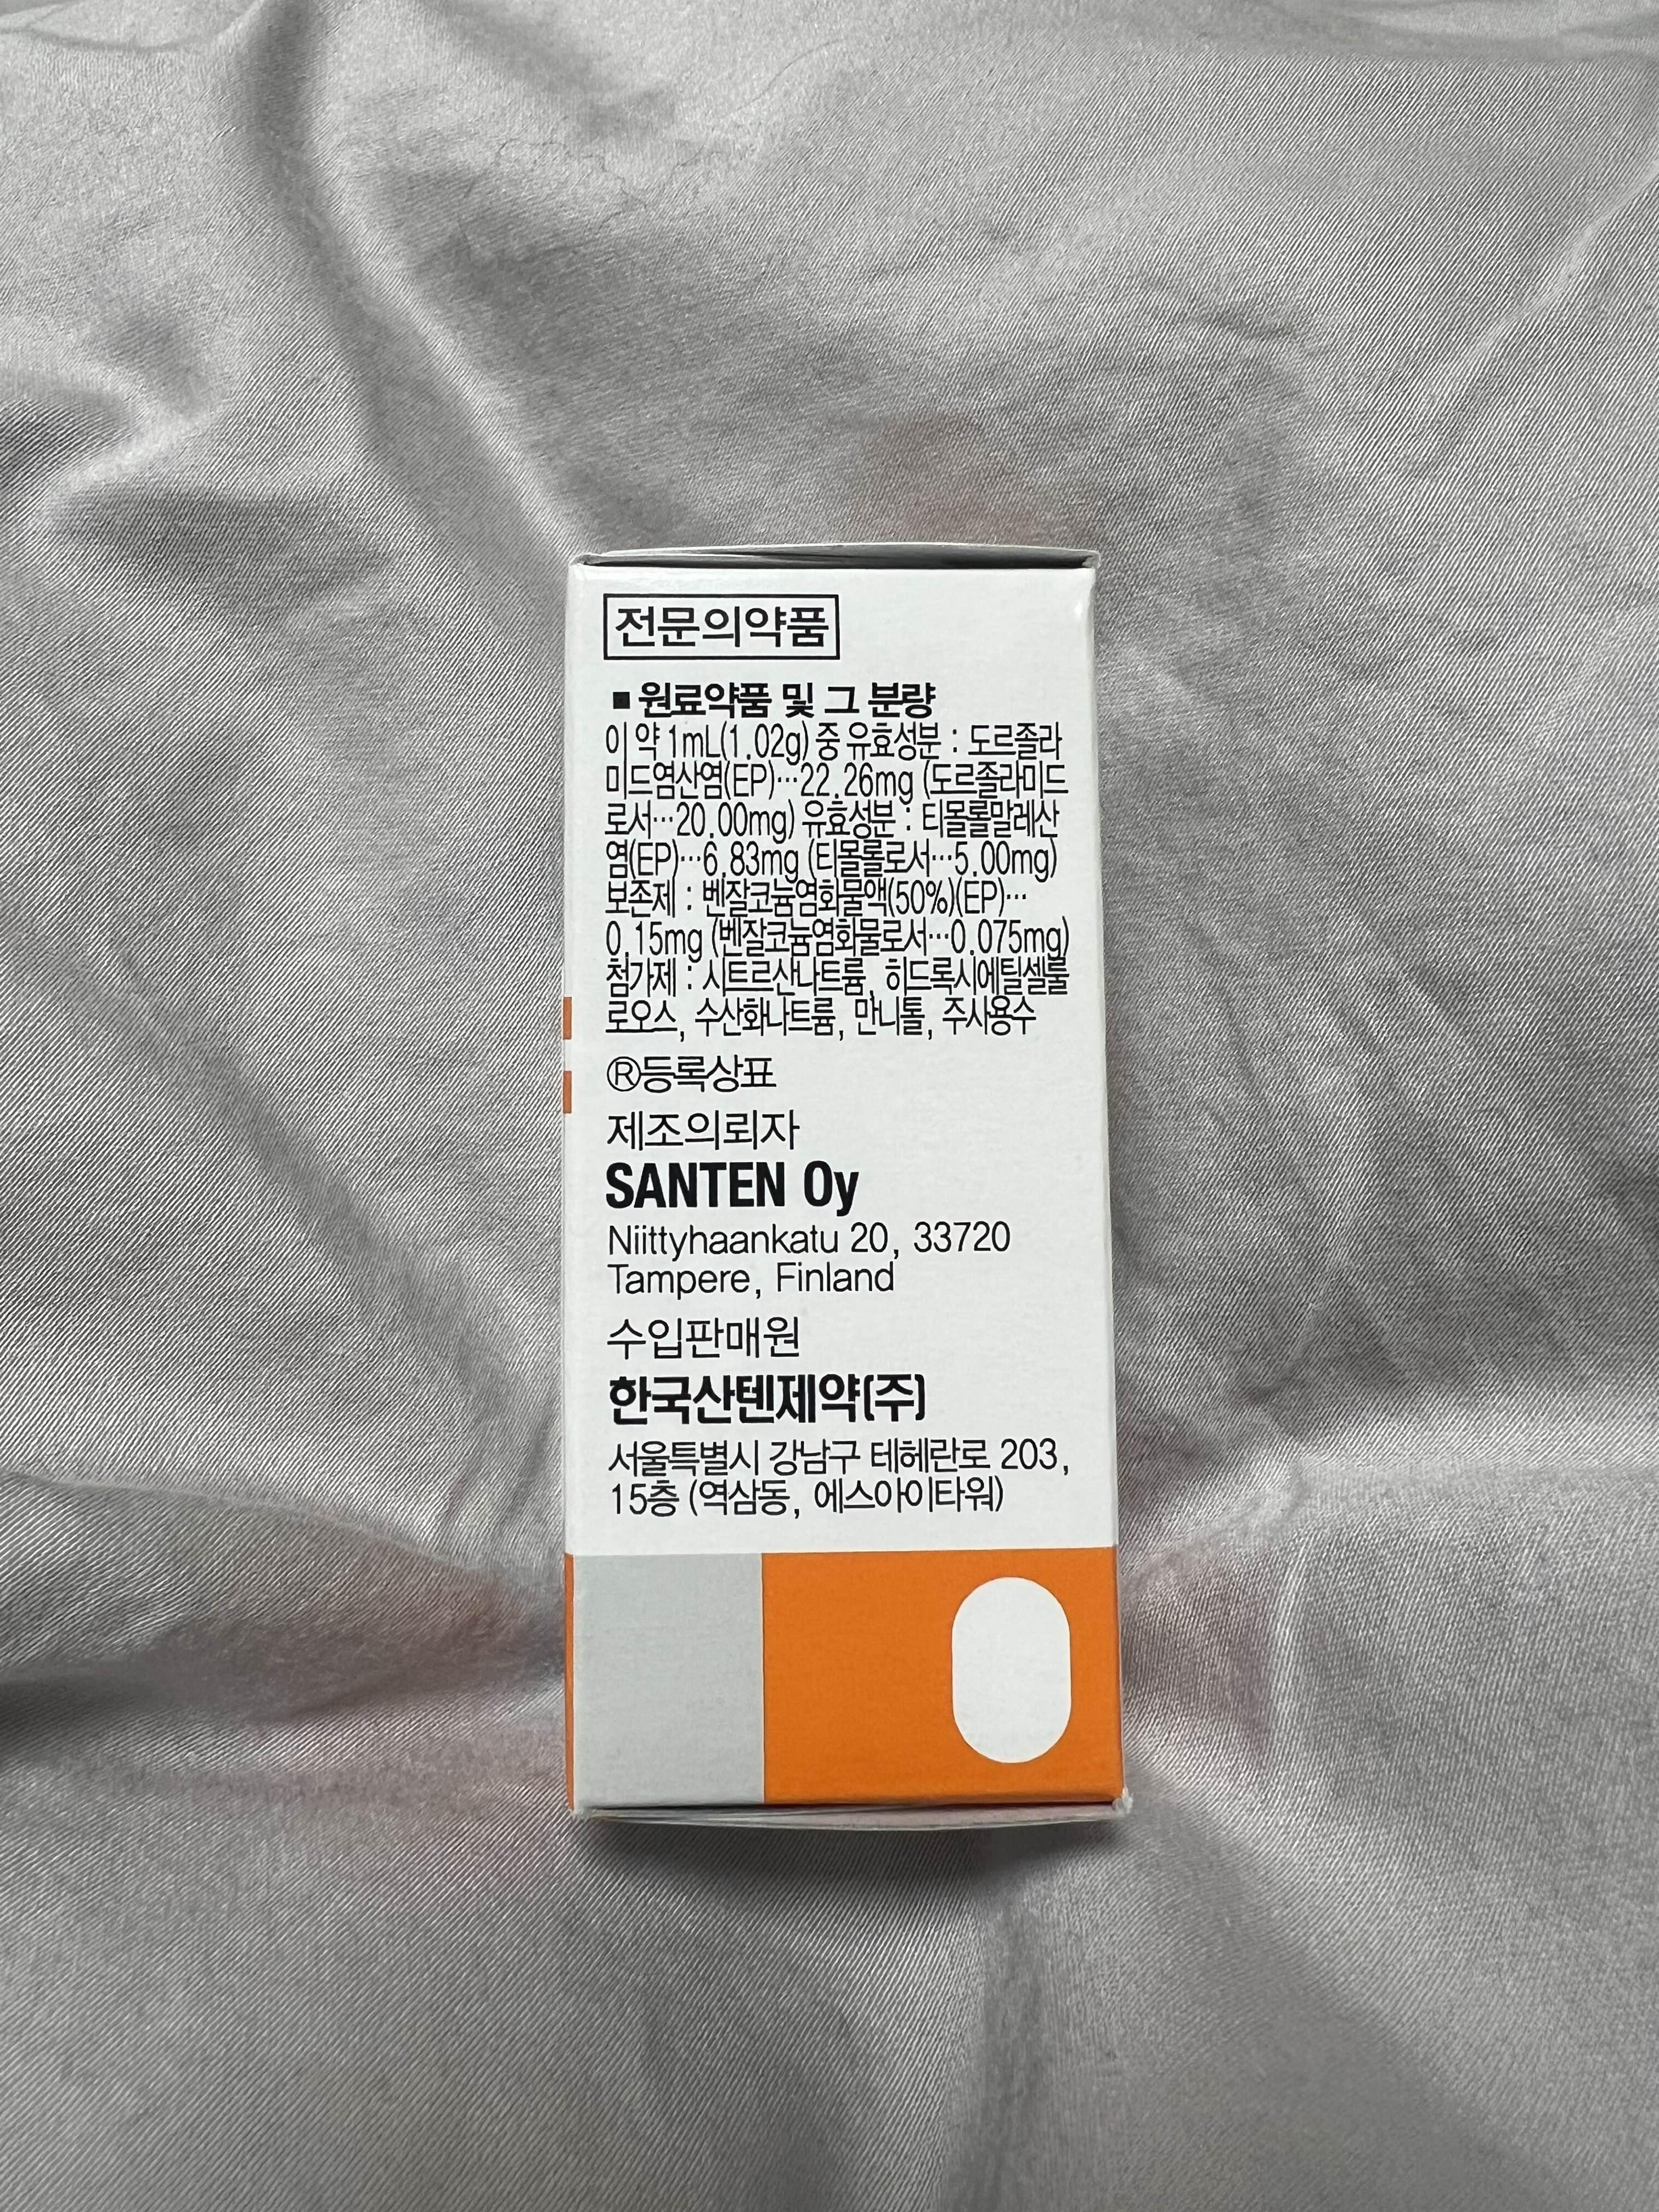 전문의약품
■ 원료약품 및 그 분량
이 약 1mL(1.02g) 중 유효성분 : 도르졸라
미드염산염(EP)…22.26mg (도르졸라미드
로서…20.00mg) 유효성분 : 티몰롤말레산
염(EP)…6.83mg (티몰롤로서…5.00mg)
보존제 : 벤잘코늄염화물액(50%)(EP)…
0.15mg (벤잘코늄염화물로서…0.075mg)
첨가제 : 시트르산나트륨, 히드록시에틸셀룰
로오스, 수산화나트륨, 만니톨, 주사용수
Ⓡ등록상표
제조의뢰자
SANTEN Oy
Niittyhaankatu 20, 33720
Tampere, Finland
수입판매원
한국산텐제약(주)
서울특별시 강남구 테헤란로 203,
15층 (역삼동, 에스아이타워)